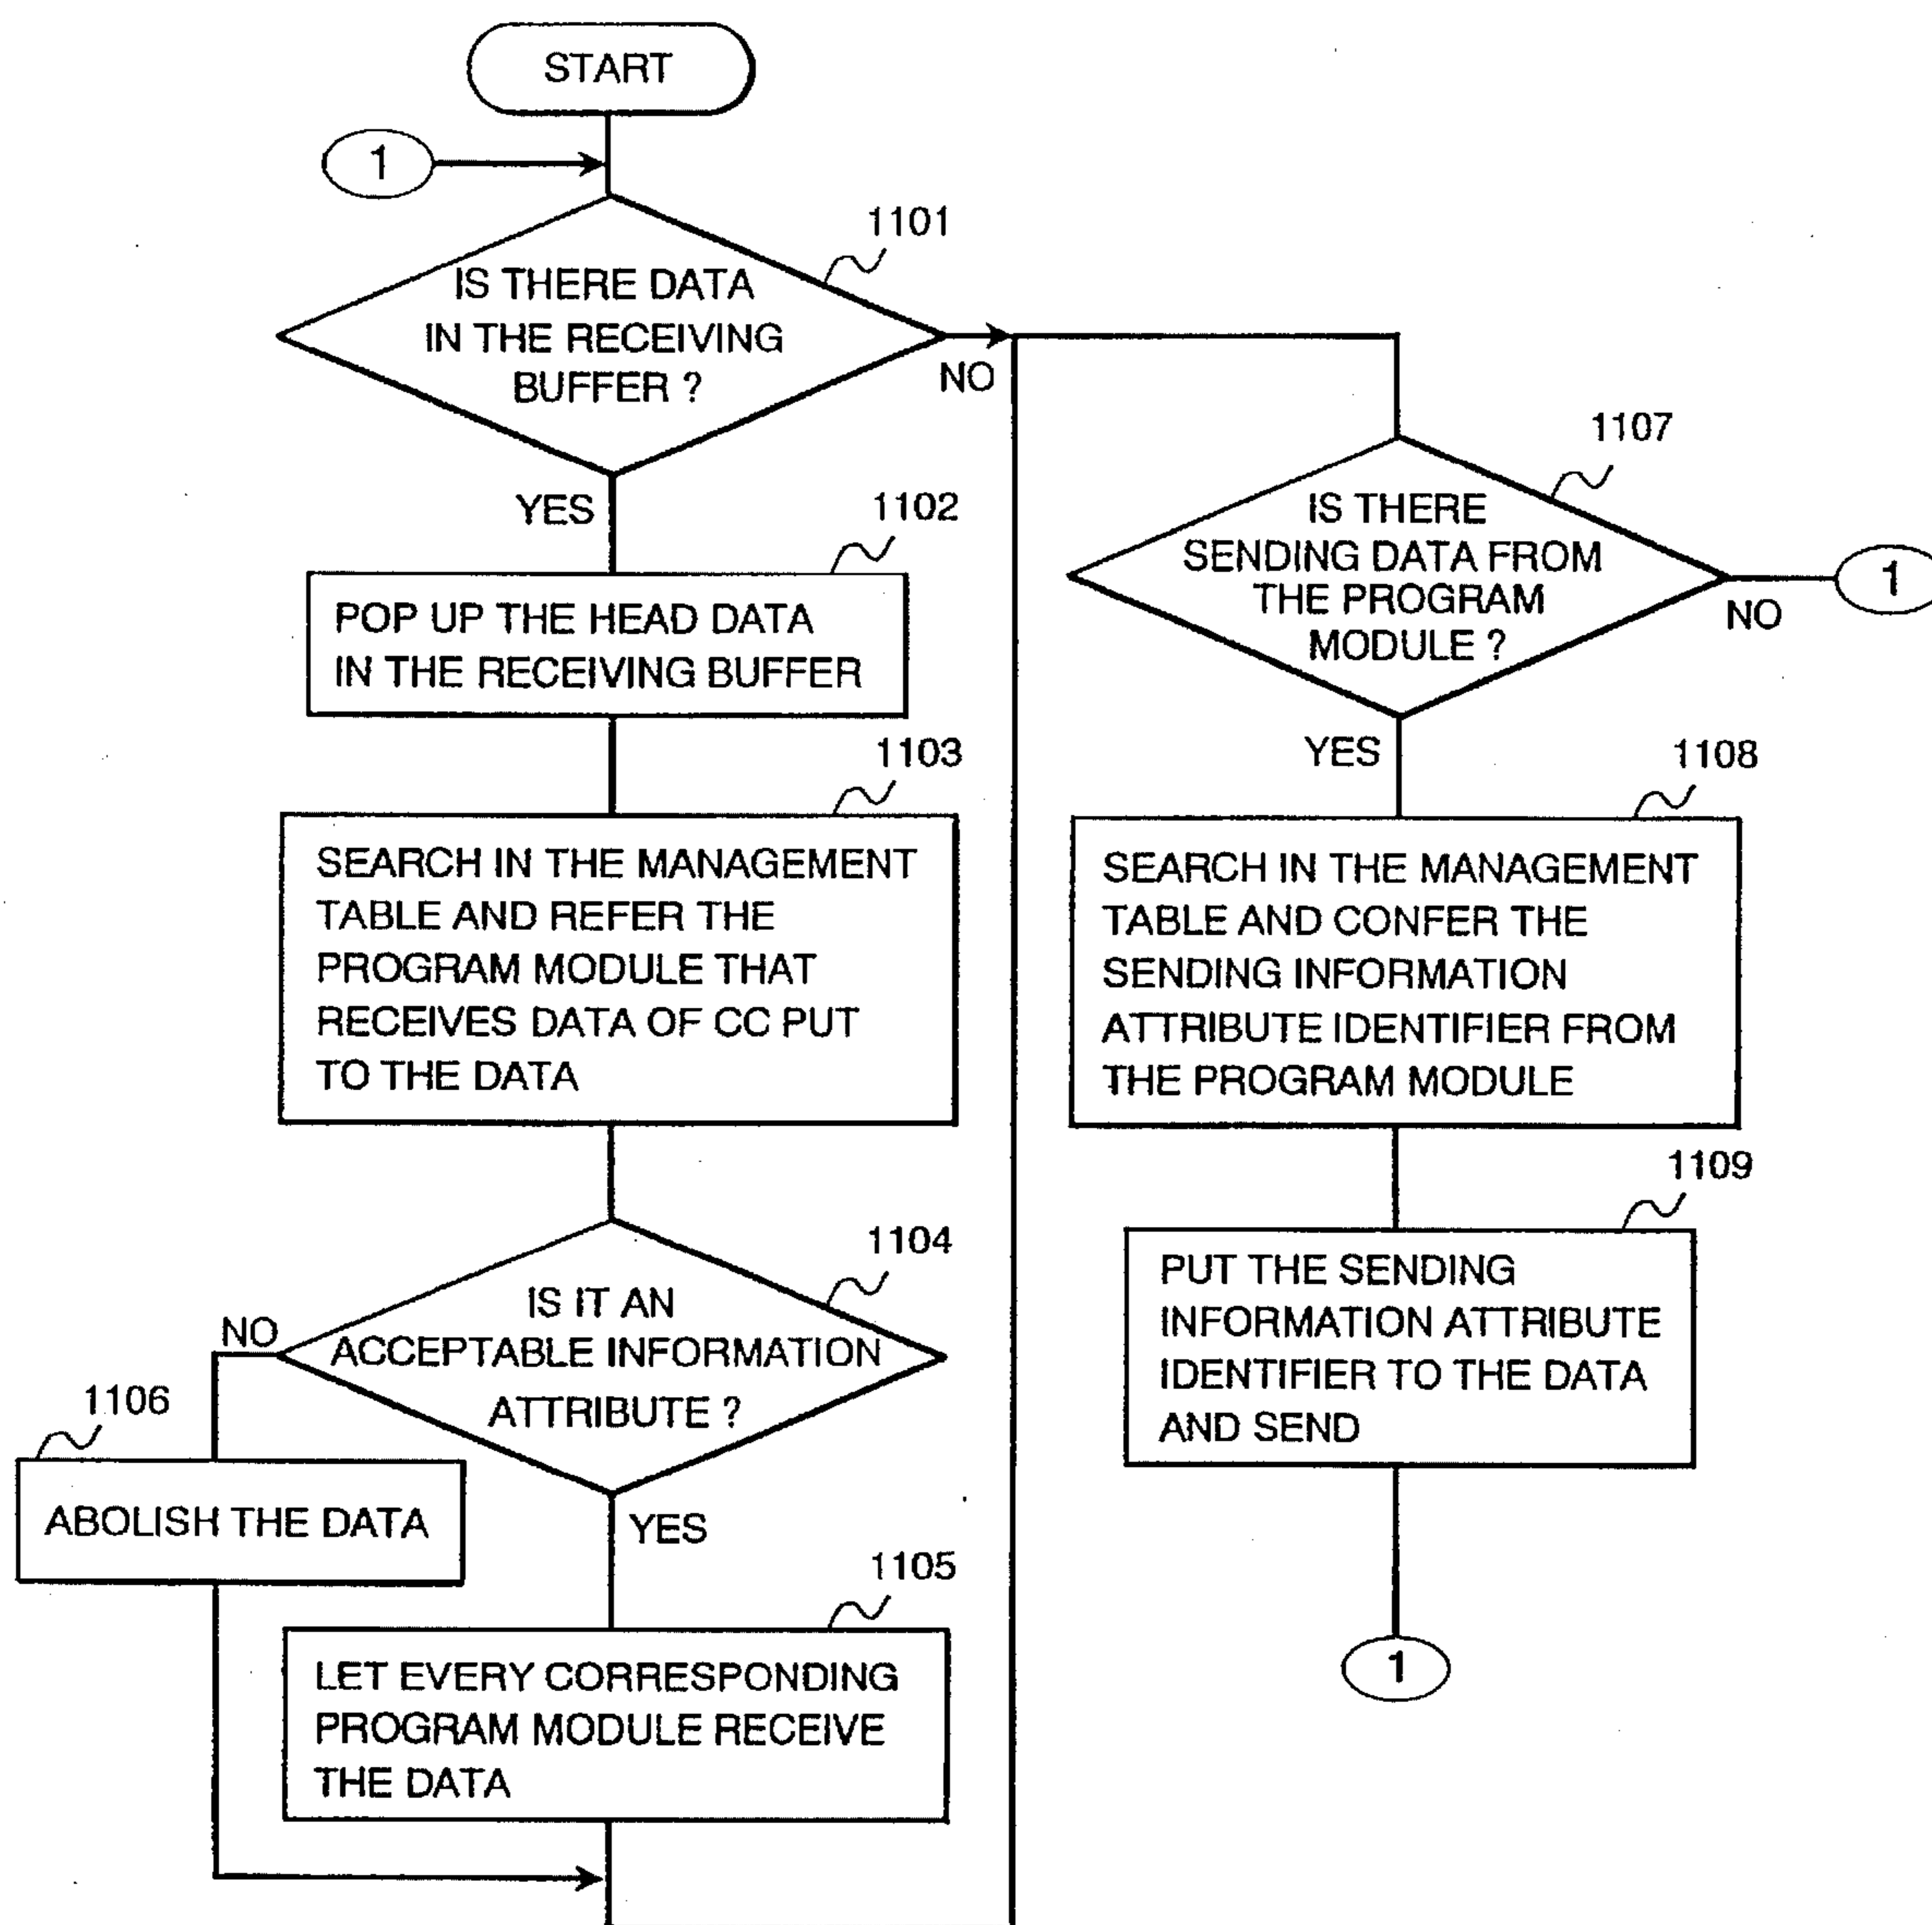 START
1
1101
IS THERE DATA
IN THE RECEIVING
BUFFER ?
NO
YES
1102
POP UP THE HEAD DATA
IN THE RECEIVING BUFFER
1103
SEARCH IN THE MANAGEMENT
TABLE AND REFER THE
PROGRAM MODULE THAT
RECEIVES DATA OF CC PUT
TO THE DATA
1104
IS IT AN
ACCEPTABLE INFORMATION
ATTRIBUTE ?
NO
1106
ABOLISH THE DATA
YES
1105
LET EVERY CORRESPONDING
PROGRAM MODULE RECEIVE
THE DATA
1107
IS THERE
SENDING DATA FROM
THE PROGRAM
MODULE ?
NO
1
YES
1108
SEARCH IN THE MANAGEMENT
TABLE AND CONFER THE
SENDING INFORMATION
ATTRIBUTE IDENTIFIER FROM
THE PROGRAM MODULE
1109
PUT THE SENDING
INFORMATION ATTRIBUTE
IDENTIFIER TO THE DATA
AND SEND
1